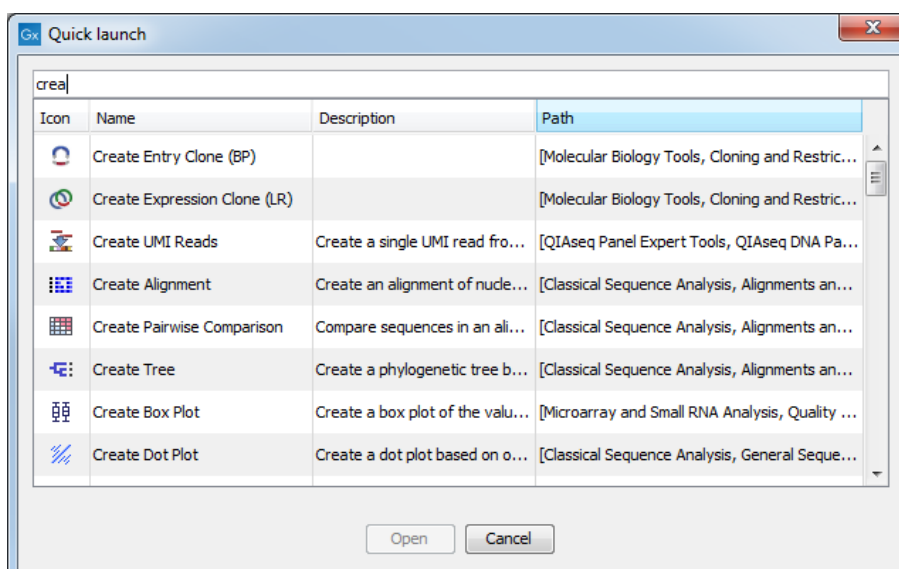 Gx Quick launch
crea
Icon Name Description Path
Create Entry Clone (BP) [Molecular Biology Tools, Cloning and Restric...
Create Expression Clone (LR) [Molecular Biology Tools, Cloning and Restric...
Create UMI Reads Create a single UMI read fro... [QIAseq Panel Expert Tools, QIAseq DNA Pa...
Create Alignment Create an alignment of nucle... [Classical Sequence Analysis, Alignments an...
Create Pairwise Comparison Compare sequences in an ali... [Classical Sequence Analysis, Alignments an...
Create Tree Create a phylogenetic tree b... [Classical Sequence Analysis, Alignments an...
Create Box Plot Create a box plot of the valu... [Microarray and Small RNA Analysis, Quality ...
Create Dot Plot Create a dot plot based on o... [Classical Sequence Analysis, General Seque...
Open Cancel